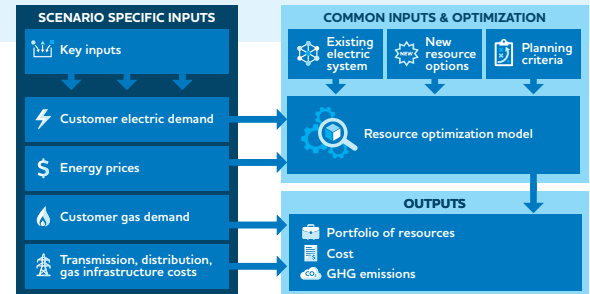 SCENARIO SPECIFIC INPUTS
Key inputs
Customer electric demand
Energy prices
Customer gas demand
Transmission, distribution,
gas infrastructure costs
COMMON INPUTS & OPTIMIZATION
Existing
electric
system
NEW
New
resource
options
Planning
criteria
Resource optimization model
OUTPUTS
Portfolio of resources
Cost
CO₂
GHG emissions